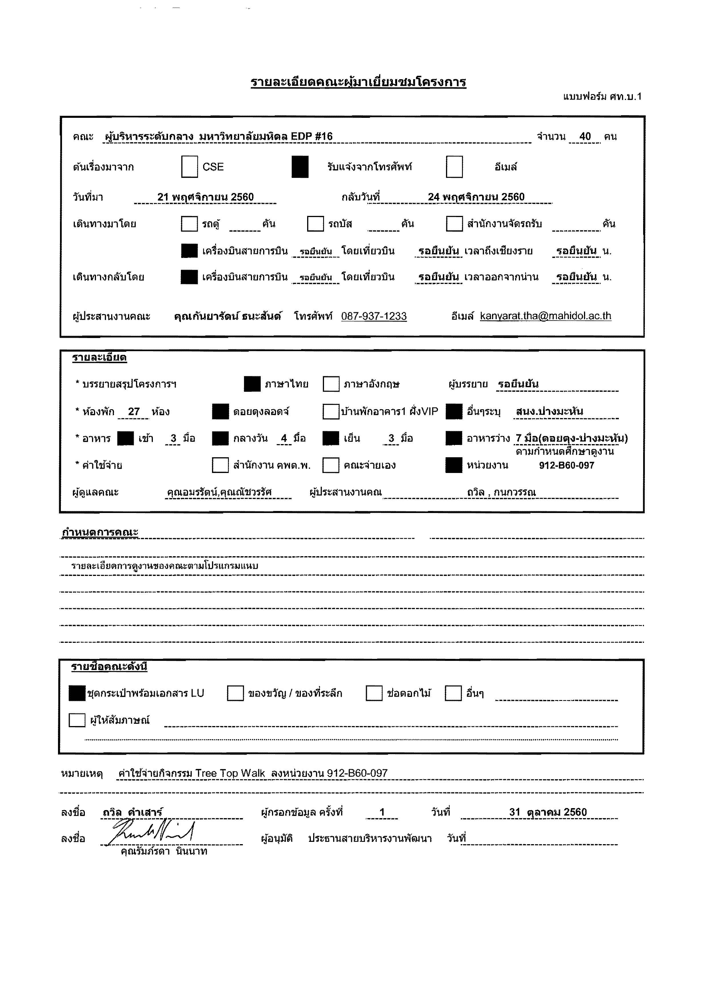 รายละเอียดคณะผู้มาเยี่ยมชมโครงการ
แบบฟอร์ม ศท.บ.1
คณะ ผู้บริหารระดับกลาง มหาวิทยาลัยมหิดล EDP #16 จำนวน 40 คน
ต้นเรื่องมาจาก CSE รับแจ้งจากโทรศัพท์ อีเมล์
วันที่มา 21 พฤศจิกายน 2560 กลับวันที่ 24 พฤศจิกายน 2560
เดินทางมาโดย รถตู้ คัน รถบัส คัน สำนักงานจัดรถรับ คัน
เครื่องบินสายการบิน รอยืนยัน โดยเที่ยวบิน รอยืนยัน เวลาถึงเชียงราย รอยืนยัน น.
เดินทางกลับโดย เครื่องบินสายการบิน รอยืนยัน โดยเที่ยวบิน รอยืนยัน เวลาออกจากน่าน รอยืนยัน น.
ผู้ประสานงานคณะ คุณกันยารัตน์ ธนะสันต์ โทรศัพท์ 087-937-1233 อีเมล์ kanyarat.tha@mahidol.ac.th
รายละเอียด
* บรรยายสรุปโครงการฯ ภาษาไทย ภาษาอังกฤษ ผู้บรรยาย รอยืนยัน
* ห้องพัก 27 ห้อง ดอยตุงลอดจ์ บ้านพักอาคาร1 ฝั่งVIP อื่นๆระบุ สนง.ปางมะหัน
* อาหาร เช้า 3 มื้อ กลางวัน 4 มื้อ เย็น 3 มื้อ อาหารว่าง 7 มื้อ(ดอยตุง-ปางมะหัน)
ตามกำหนดศึกษาดูงาน
* ค่าใช้จ่าย สำนักงาน คพต.พ. คณะจ่ายเอง หน่วยงาน 912-B60-097
ผู้ดูแลคณะ คุณอมรรัตน์,คุณณัชวรรัศ ผู้ประสานงานคณ ถวิล , กนกวรรณ
กำหนดการคณะ
รายละเอียดการดูงานของคณะตามโปรแกรมแนบ
รายชื่อคณะดังนี้
ชุดกระเป๋าพร้อมเอกสาร LU ของขวัญ / ของที่ระลึก ช่อดอกไม้ อื่นๆ
ผู้ให้สัมภาษณ์
หมายเหตุ ค่าใช้จ่ายกิจกรรม Tree Top Walk ลงหน่วยงาน 912-B60-097
ลงชื่อ ถวิล คำเสาร์ ผู้กรอกข้อมูล ครั้งที่ 1 วันที่ 31 ตุลาคม 2560
ลงชื่อ ผู้อนุมัติ ประธานสายบริหารงานพัฒนา วันที่
คุณรัมภ์รดา นินนาท